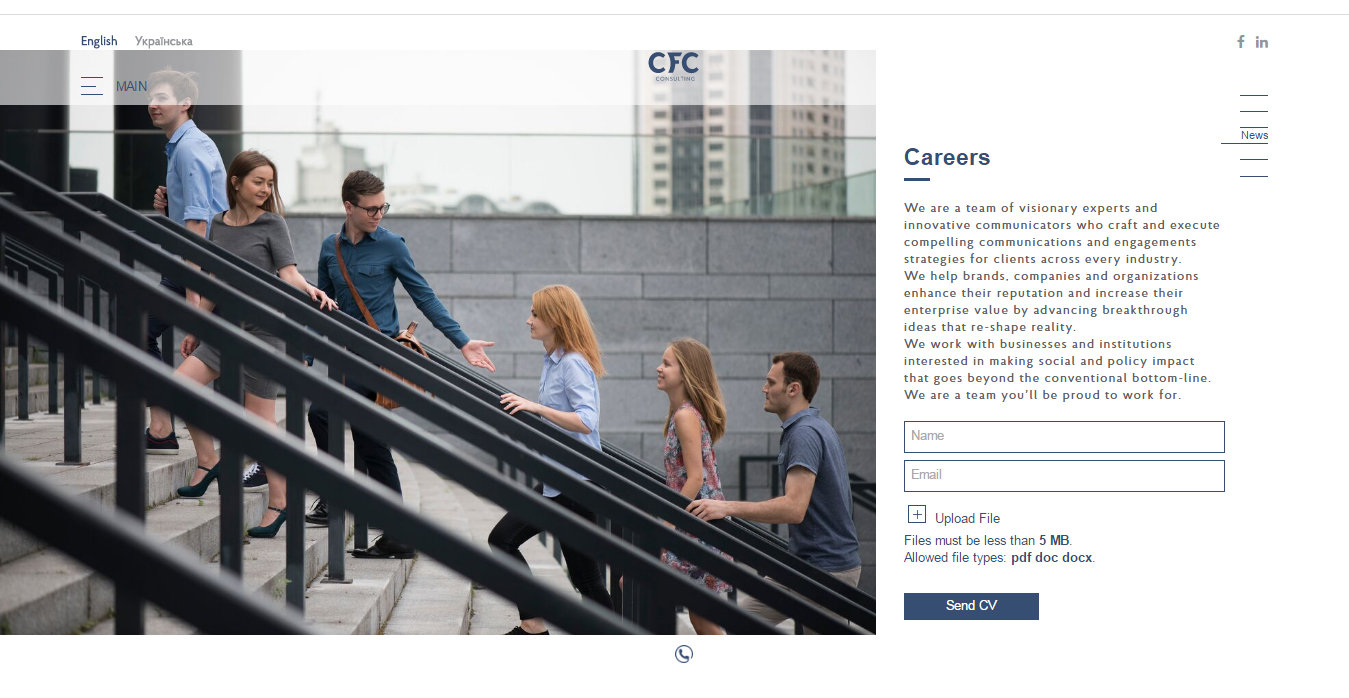 English Українська
f in
CFC
CONSULTING
MAIN
News
Careers
We are a team of visionary experts and
innovative communicators who craft and execute
compelling communications and engagements
strategies for clients across every industry.
We help brands, companies and organizations
enhance their reputation and increase their
enterprise value by advancing breakthrough
ideas that re-shape reality.
We work with businesses and institutions
interested in making social and policy impact
that goes beyond the conventional bottom-line.
We are a team you'll be proud to work for.
Name
Email
Upload File
Files must be less than 5 MB.
Allowed file types: pdf doc docx.
Send CV